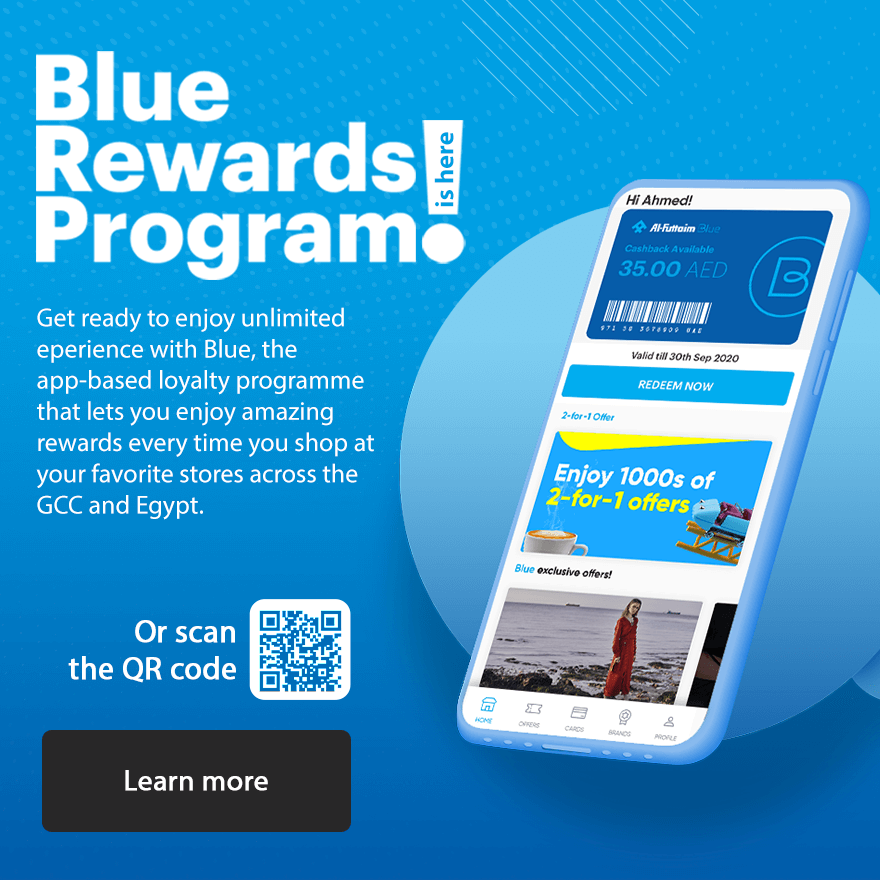 Blue
Rewards
Program!
is here
Get ready to enjoy unlimited
eperience with Blue, the
app-based loyalty programme
that lets you enjoy amazing
rewards every time you shop at
your favorite stores across the
GCC and Egypt.
Or scan
the QR code
Learn more
Hi Ahmed!
Al-Futtaim Blue
Cashback Available
35.00 AED
B
Valid till 30th Sep 2020
REDEEM NOW
2-for-1 Offer
Enjoy 1000s of
2-for-1 offers
Blue exclusive offers!
HOME OFFERS CARDS BRANDS PROFILE